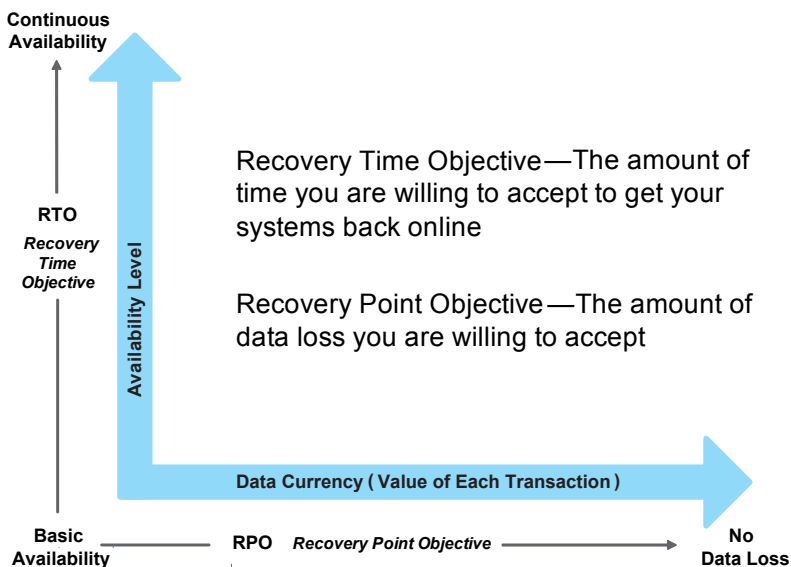 Continuous
Availability
Recovery Time Objective—The amount of
time you are willing to accept to get your
systems back online
RTO
Recovery
Time
Objective
Availability Level
Recovery Point Objective—The amount of
data loss you are willing to accept
Data Currency ( Value of Each Transaction )
Basic
Availability
RPO Recovery Point Objective
No
Data Loss